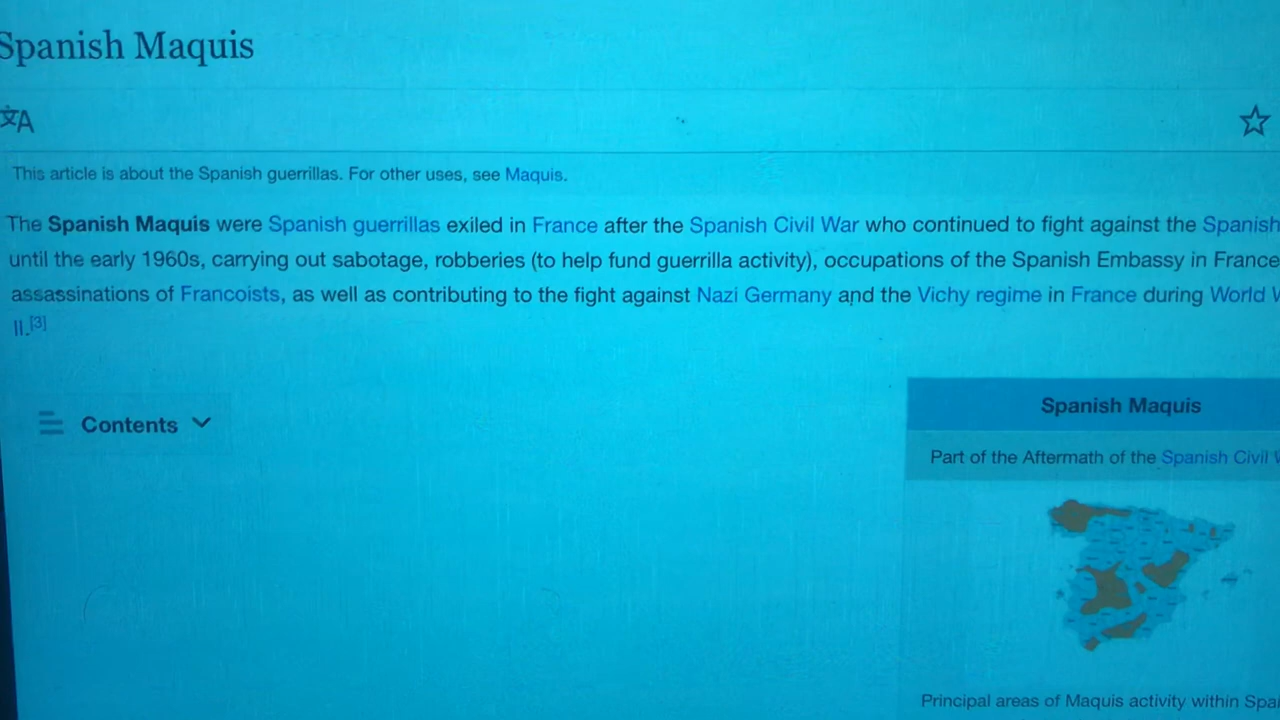 Spanish Maquis
文A
This article is about the Spanish guerrillas. For other uses, see Maquis.
The Spanish Maquis were Spanish guerrillas exiled in France after the Spanish Civil War who continued to fight against the Spanish
until the early 1960s, carrying out sabotage, robberies (to help fund guerrilla activity), occupations of the Spanish Embassy in France
assassinations of Francoists, as well as contributing to the fight against Nazi Germany and the Vichy regime in France during World
II.[3]
Contents
Spanish Maquis
Part of the Aftermath of the Spanish Civil
Principal areas of Maquis activity within